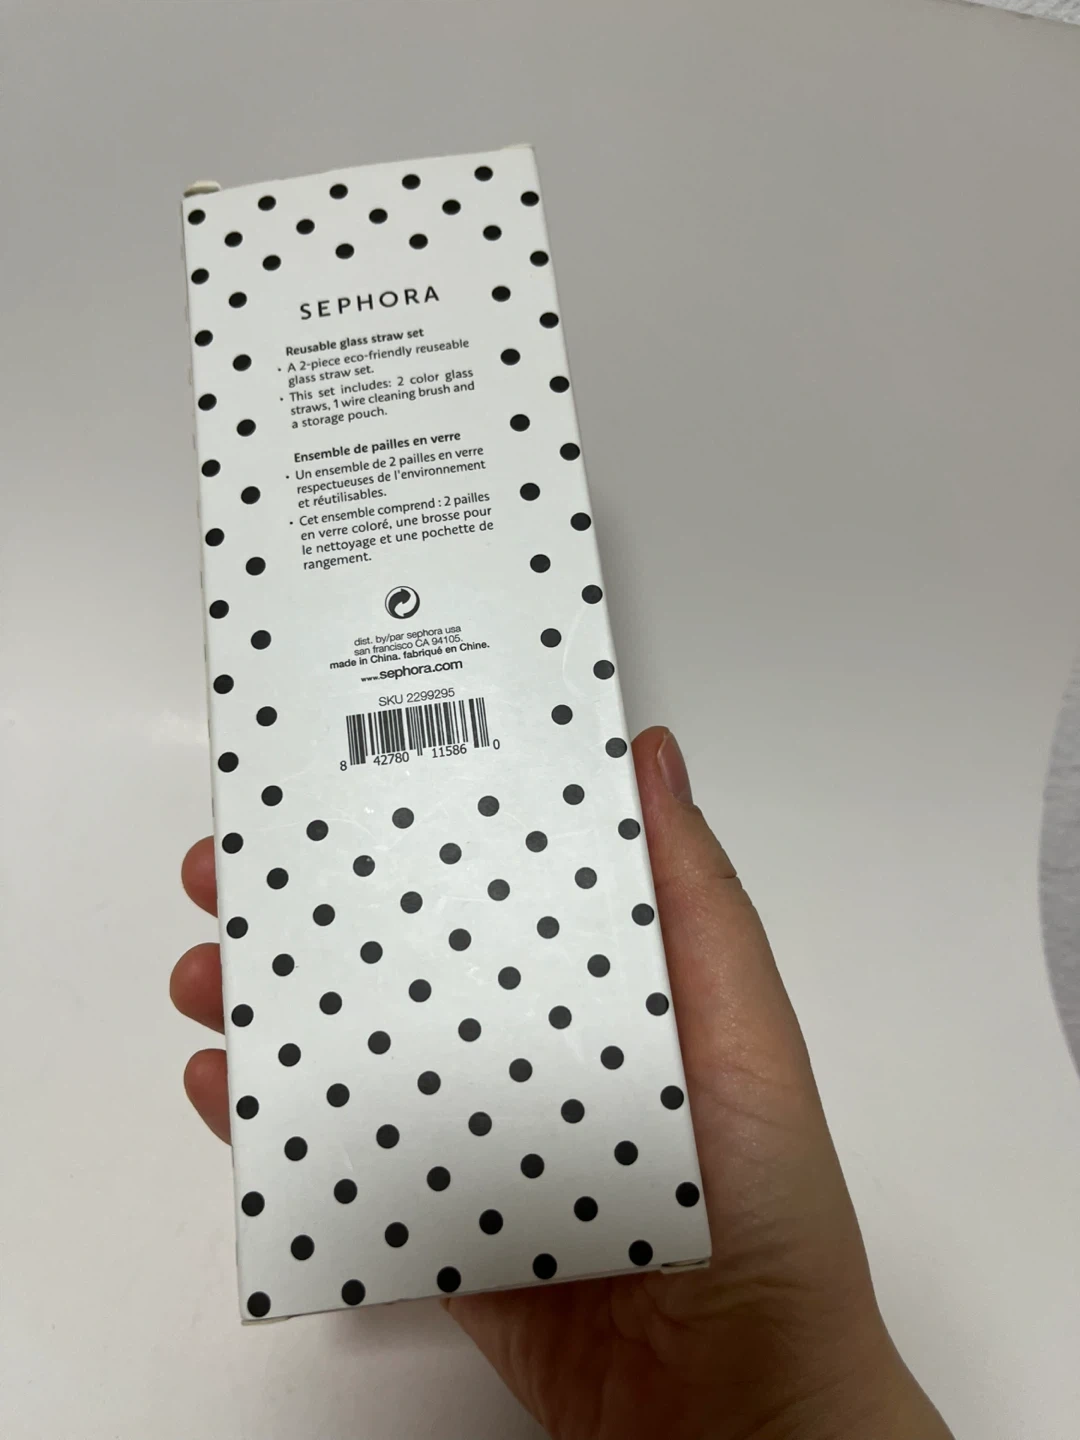 SEPHORA
Reusable glass straw set
• A 2-piece eco-friendly reuseable
glass straw set.
• This set includes: 2 color glass
straws, 1 wire cleaning brush and
a storage pouch.
Ensemble de pailles en verre
• Un ensemble de 2 pailles en verre
respectueuses de l'environnement
et réutilisables.
• Cet ensemble comprend : 2 pailles
en verre coloré, une brosse pour
le nettoyage et une pochette de
rangement.
dist. by/par sephora usa
san francisco CA 94105.
made in China. fabriqué en Chine.
www.sephora.com
SKU 2299295
8 42780 11586 0